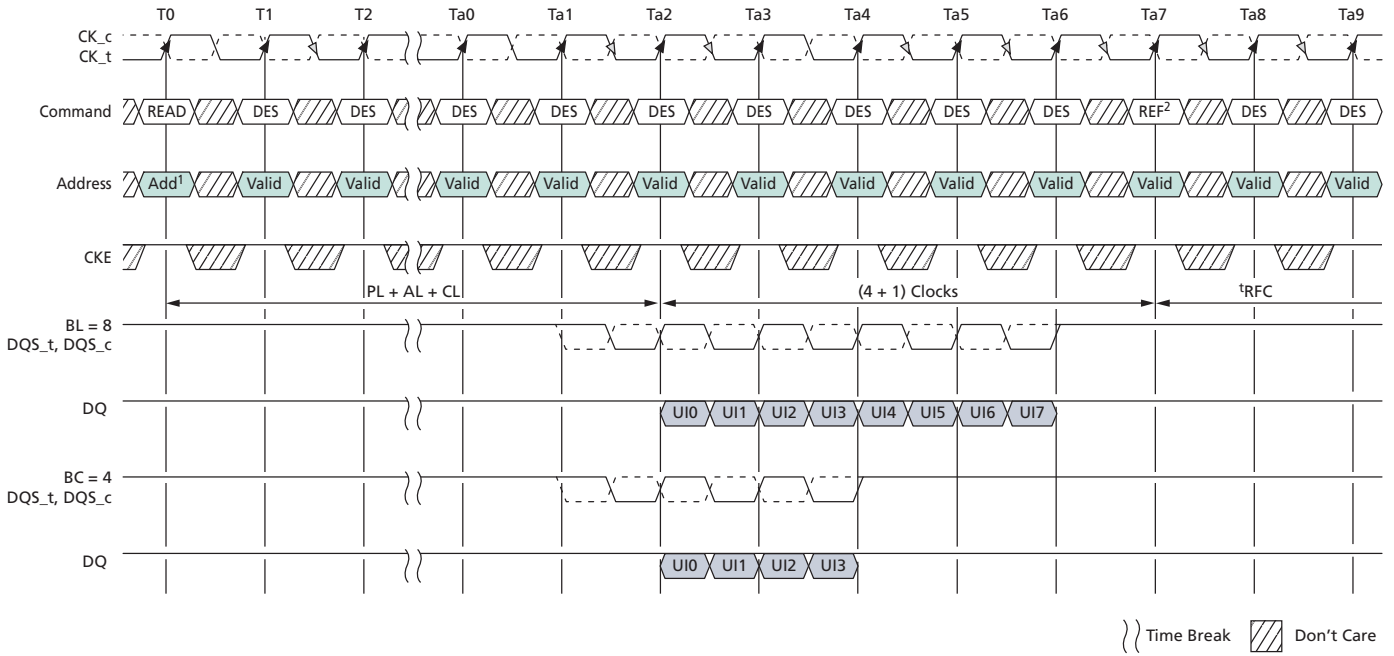 T0 T1 T2 Ta0 Ta1 Ta2 Ta3 Ta4 Ta5 Ta6 Ta7 Ta8 Ta9
CK_c
CK_t
Command READ DES DES DES DES DES DES DES DES DES REF² DES DES
Address Add¹ Valid Valid Valid Valid Valid Valid Valid Valid Valid Valid Valid Valid
CKE
PL + AL + CL (4 + 1) Clocks ᵗRFC
BL = 8
DQS_t, DQS_c
DQ UI0 UI1 UI2 UI3 UI4 UI5 UI6 UI7
BC = 4
DQS_t, DQS_c
DQ UI0 UI1 UI2 UI3
Time Break Don't Care